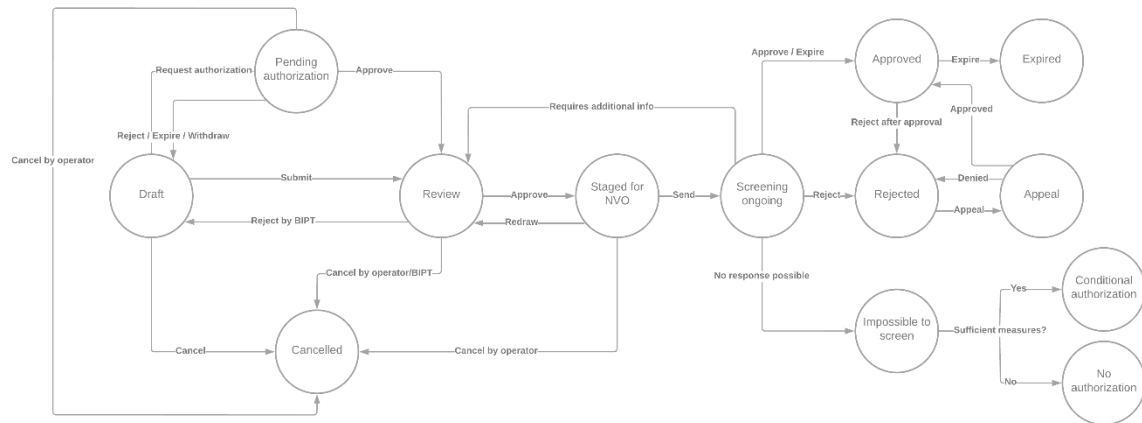 Approve / Expire
Approved
Expire
Expired
Pending
authorization
Request authorization
Approve
Requires additional info
Approved
Reject after approval
Reject / Expire / Withdraw
Cancel by operator
Draft
Submit
Review
Approve
Staged for
NVO
Send
Screening
ongoing
Reject
Rejected
Denied
Appeal
Appeal
Reject by BIPT
Redraw
Cancel by operator/BIPT
No response possible
Conditional
authorization
Yes
Impossible to
screen
Sufficient measures?
Cancel
Cancelled
Cancel by operator
No
No
authorization